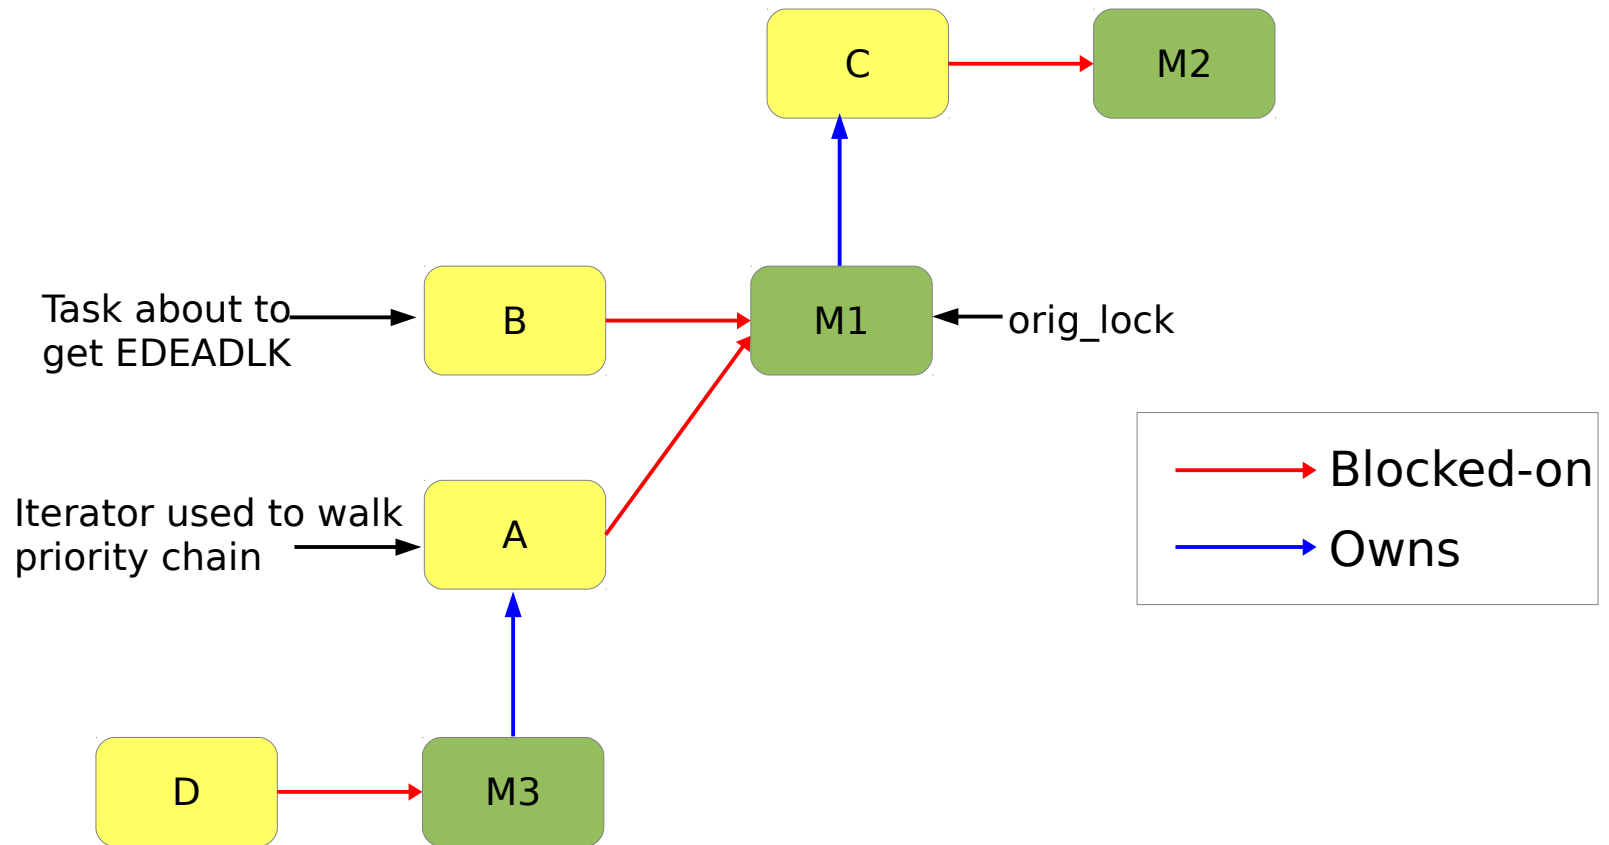 C
M2
Task about to
get EDEADLK
B
M1
orig_lock
Blocked-on
Owns
Iterator used to walk
priority chain
A
D
M3